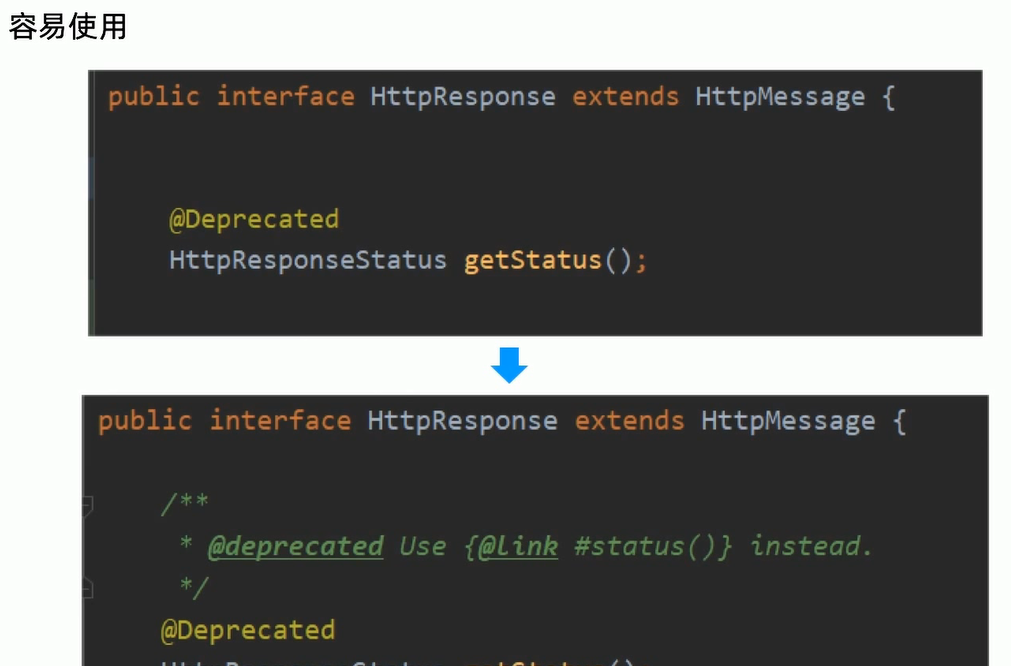 容易使用
public interface HttpResponse extends HttpMessage {
@Deprecated
HttpResponseStatus getStatus();
public interface HttpResponse extends HttpMessage {
/**
* @deprecated Use {@link #status()} instead.
*/
@Deprecated